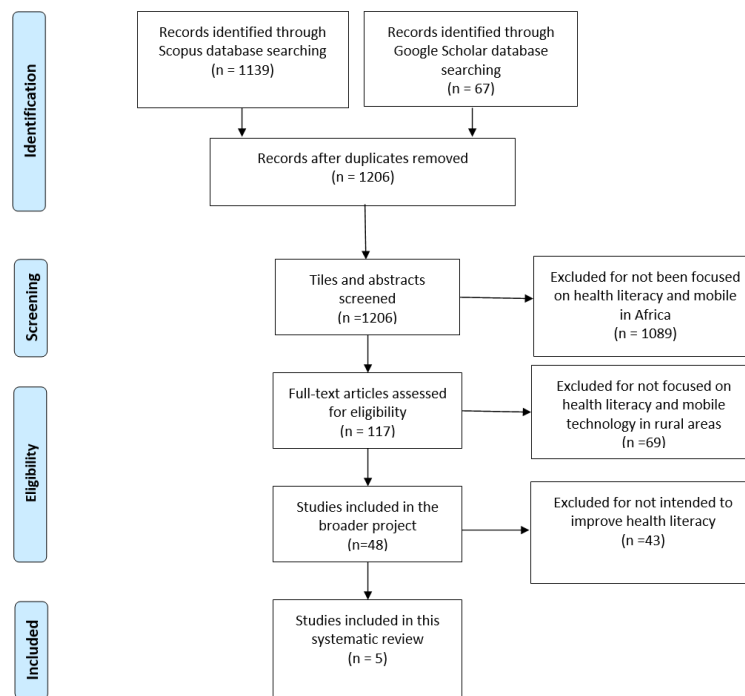 Identification
Records identified through
Scopus database searching
(n = 1139)
Records identified through
Google Scholar database
searching
(n = 67)
Records after duplicates removed
(n = 1206)
Screening
Tiles and abstracts
screened
(n =1206)
Excluded for not been focused
on health literacy and mobile
in Africa
(n = 1089)
Eligibility
Full-text articles assessed
for eligibility
(n = 117)
Excluded for not focused on
health literacy and mobile
technology in rural areas
(n =69)
Studies included in the
broader project
(n=48)
Excluded for not intended to
improve health literacy
(n =43)
Included
Studies included in this
systematic review
(n = 5)